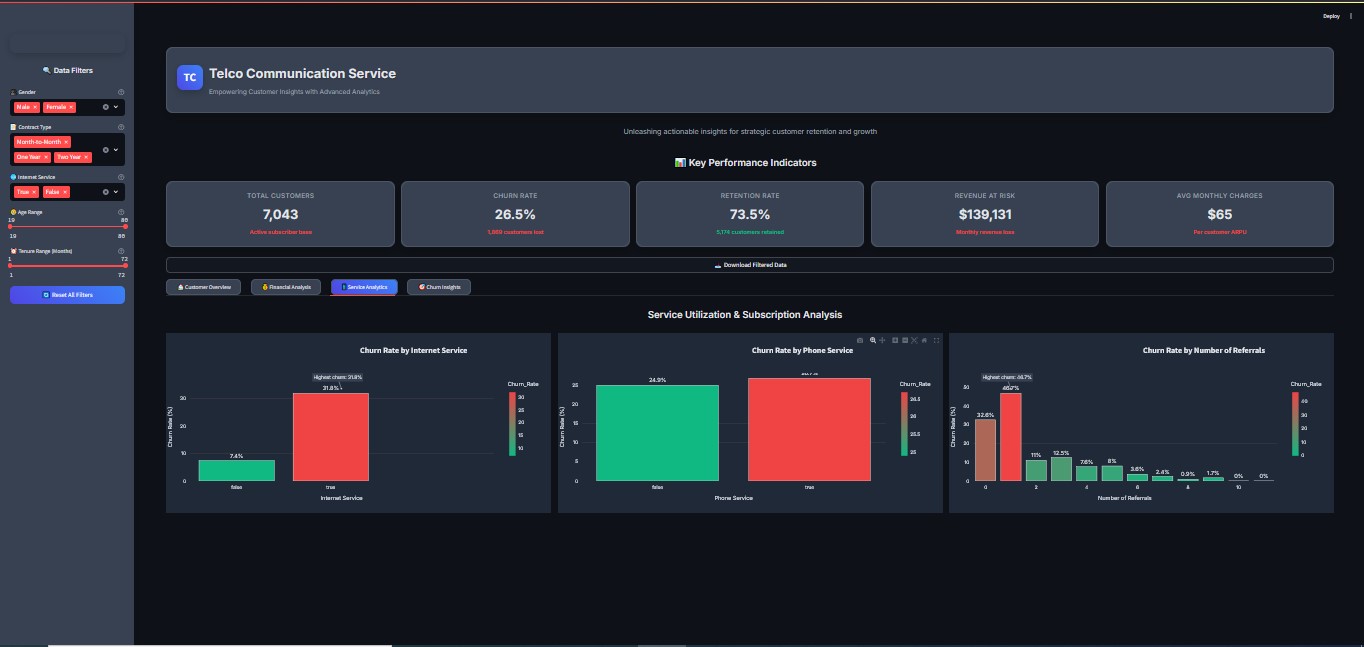 Deploy
Data Filters
Gender
Male × Female ×
Contract Type
Month-to-Month ×
One Year × Two Year ×
Internet Service
True × False ×
Age Range
19 80
19 80
Tenure Range (Months)
1 72
1 72
Reset All Filters
TC
Telco Communication Service
Empowering Customer Insights with Advanced Analytics
Unleashing actionable insights for strategic customer retention and growth
Key Performance Indicators
TOTAL CUSTOMERS
7,043
Active subscriber base
CHURN RATE
26.5%
1,869 customers lost
RETENTION RATE
73.5%
5,174 customers retained
REVENUE AT RISK
$139,131
Monthly revenue loss
AVG MONTHLY CHARGES
$65
Per customer ARPU
Download Filtered Data
Customer Overview
Financial Analysis
Service Analytics
Churn Insights
Service Utilization & Subscription Analysis
Churn Rate by Internet Service
Highest churn: 31.8%
31.8%
7.4%
Churn Rate (%)
30
20
10
0
false true
Internet Service
Churn_Rate
30
25
20
15
10
Churn Rate by Phone Service
24.9%
25
20
15
10
5
0
Churn Rate (%)
false true
Phone Service
Churn_Rate
26.5
26
25.5
25
Churn Rate by Number of Referrals
Highest churn: 46.7%
32.6% 46.7% 11% 12.5% 7.6% 8% 3.6% 2.4% 0.9% 1.7% 0% 0%
Churn Rate (%)
50
40
30
20
10
0
0 2 4 6 8 10
Number of Referrals
Churn_Rate
40
30
20
10
0